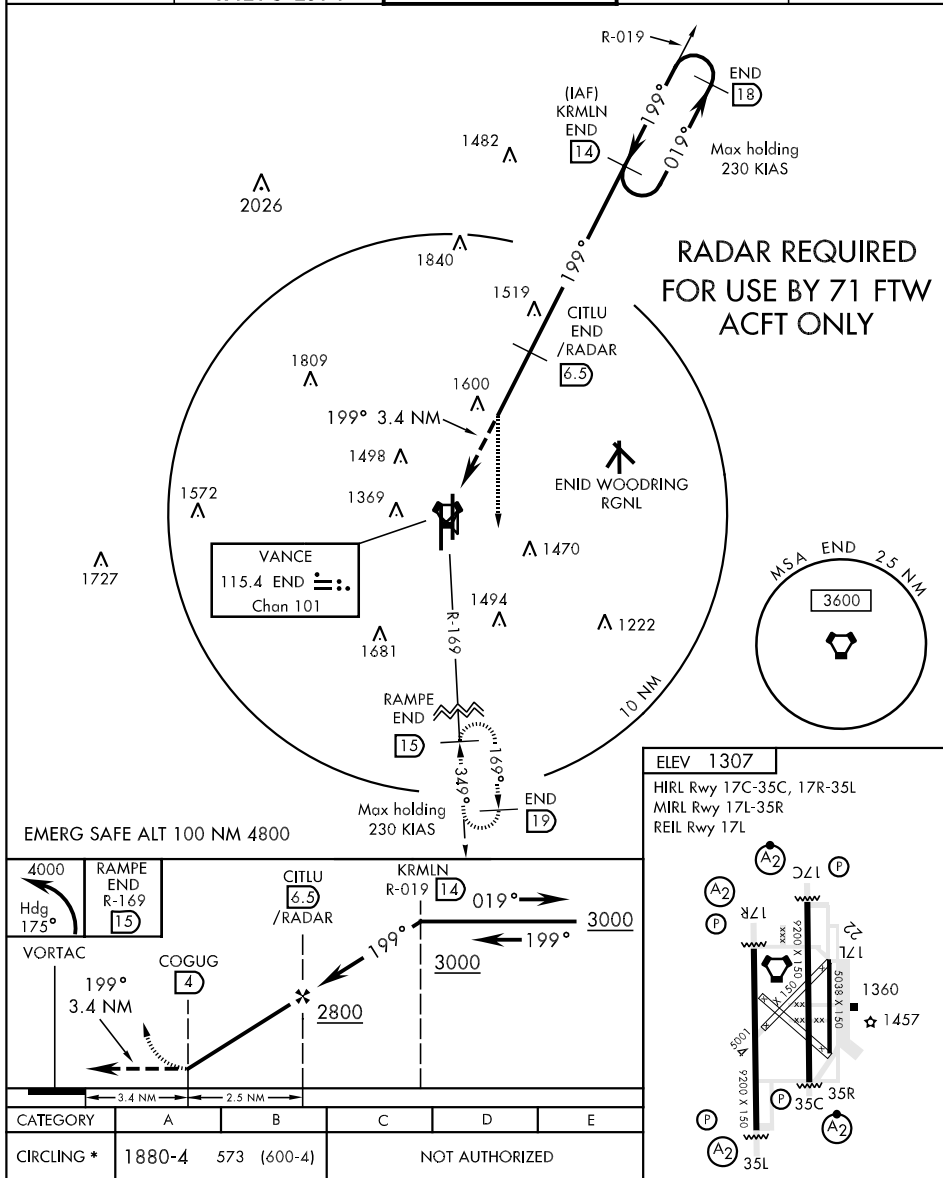 R-019
END
18
(IAF)
KRMLN
END
14
199°
019°
Max holding
230 KIAS
1482
2026
1840
199°
RADAR REQUIRED
FOR USE BY 71 FTW
ACFT ONLY
1519
CITLU
END
/RADAR
6.5
1809
1600
199° 3.4 NM
1498
ENID WOODRING
RGNL
1572
1369
1727
VANCE
115.4 END
Chan 101
1470
1494
1222
1681
R-169
MSA END 25 NM
3600
10 NM
RAMPE
END
15
349°
169°
END
19
Max holding
230 KIAS
EMERG SAFE ALT 100 NM 4800
ELEV 1307
HIRL Rwy 17C-35C, 17R-35L
MIRL Rwy 17L-35R
REIL Rwy 17L
A2
17C
P
A2
P
17R
22
17L
9200 X 150
5038 X 150
X 150
1360
1457
5001
9200 X 150
35R
P
35C
A2
P
A2
35L
4000
Hdg
175°
RAMPE
END
R-169
15
VORTAC
199°
3.4 NM
COGUG
4
CITLU
6.5
/RADAR
2800
199°
KRMLN
R-019
14
019°
199°
3000
3000
3.4 NM
2.5 NM
CATEGORY A B C D E
CIRCLING * 1880-4 573 (600-4) NOT AUTHORIZED